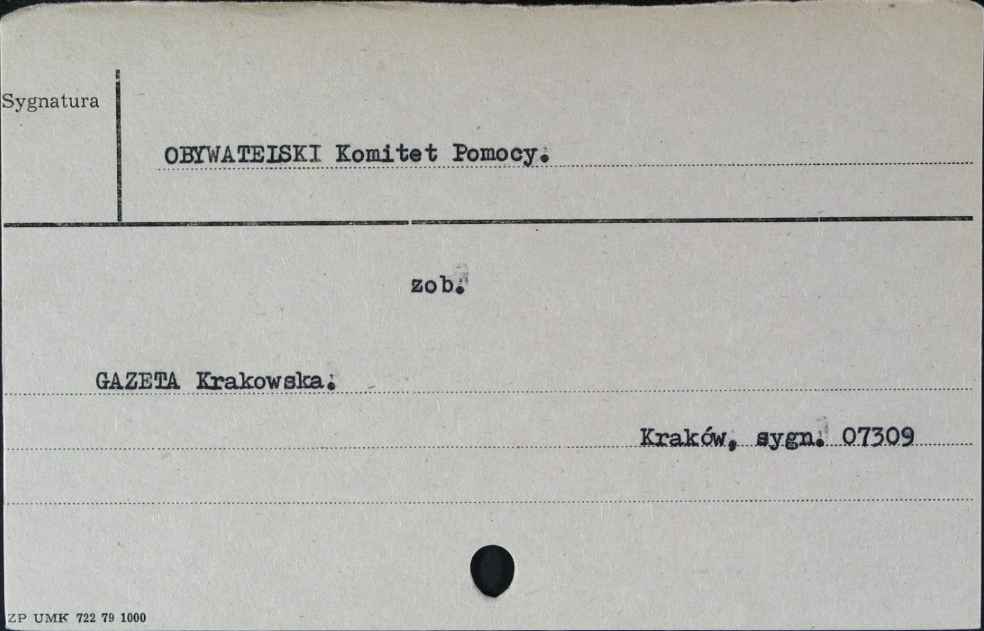 Sygnatura
OBYWATELSKI Komitet Pomocy.
zob.
GAZETA Krakowska.
Kraków, sygn. 07309
ZP UMK 722 79 1000